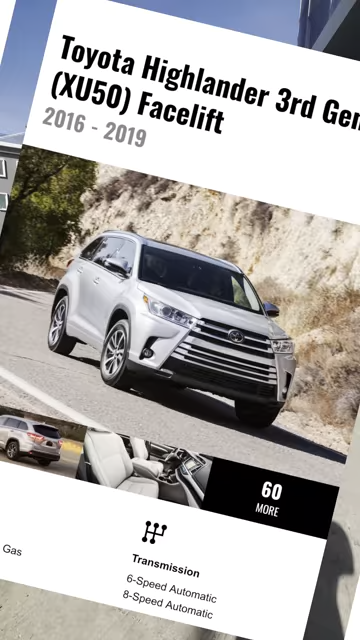 Toyota Highlander 3rd Gen
(XU50) Facelift
2016 - 2019
60
MORE
Gas
Transmission
6-Speed Automatic
8-Speed Automatic